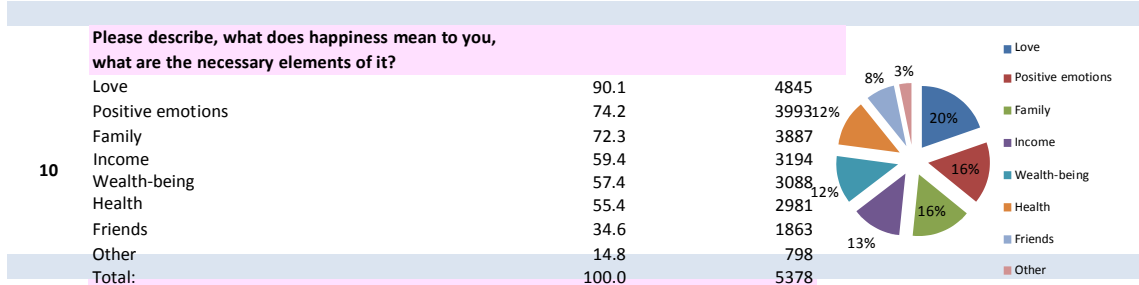 Please describe, what does happiness mean to you,
what are the necessary elements of it?
10
Love 90.1 4845
Positive emotions 74.2 3993
Family 72.3 3887
Income 59.4 3194
Wealth-being 57.4 3088
Health 55.4 2981
Friends 34.6 1863
Other 14.8 798
Total: 100.0 5378
20%
16%
16%
13%
12%
12%
8%
3%
Love
Positive emotions
Family
Income
Wealth-being
Health
Friends
Other